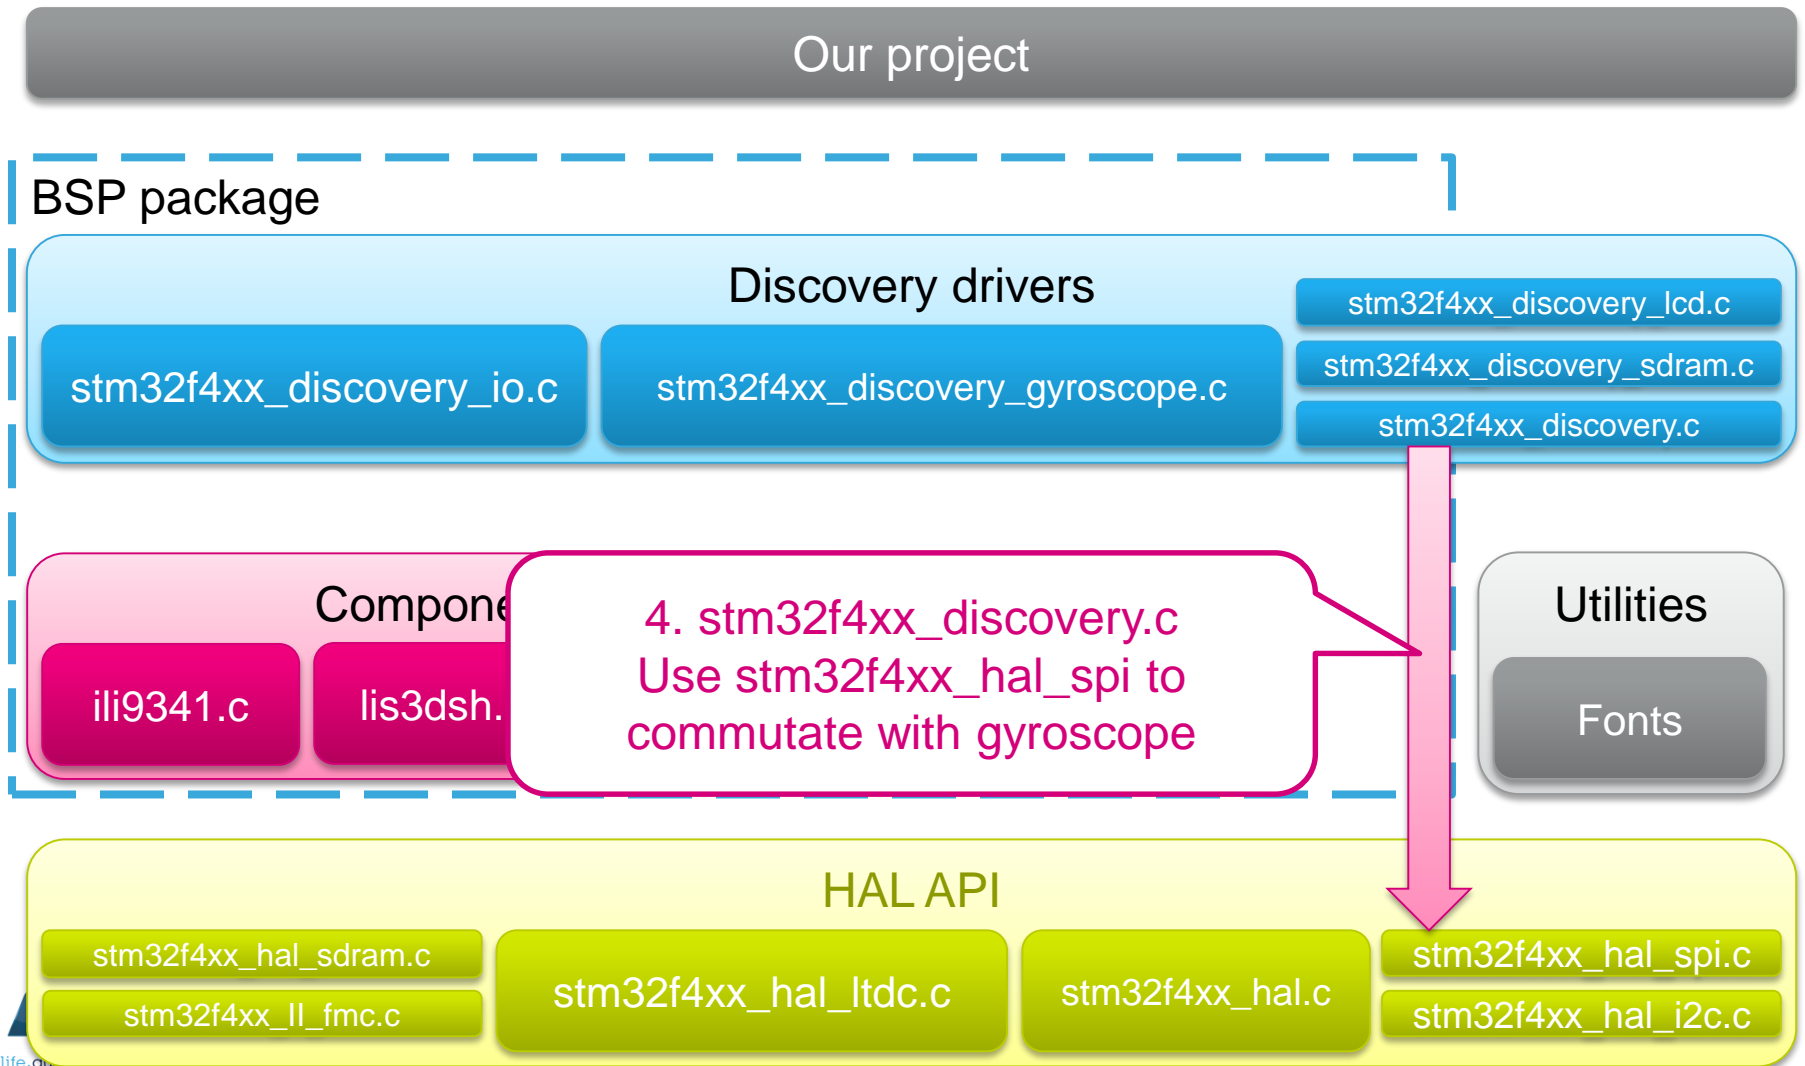 Our project
BSP package
Discovery drivers
stm32f4xx_discovery_lcd.c
stm32f4xx_discovery_io.c
stm32f4xx_discovery_gyroscope.c
stm32f4xx_discovery_sdram.c
stm32f4xx_discovery.c
Compone
ili9341.c
lis3dsh.
4. stm32f4xx_discovery.c
Use stm32f4xx_hal_spi to
commutate with gyroscope
Utilities
Fonts
HAL API
stm32f4xx_hal_sdram.c
stm32f4xx_ll_fmc.c
stm32f4xx_hal_ltdc.c
stm32f4xx_hal.c
stm32f4xx_hal_spi.c
stm32f4xx_hal_i2c.c